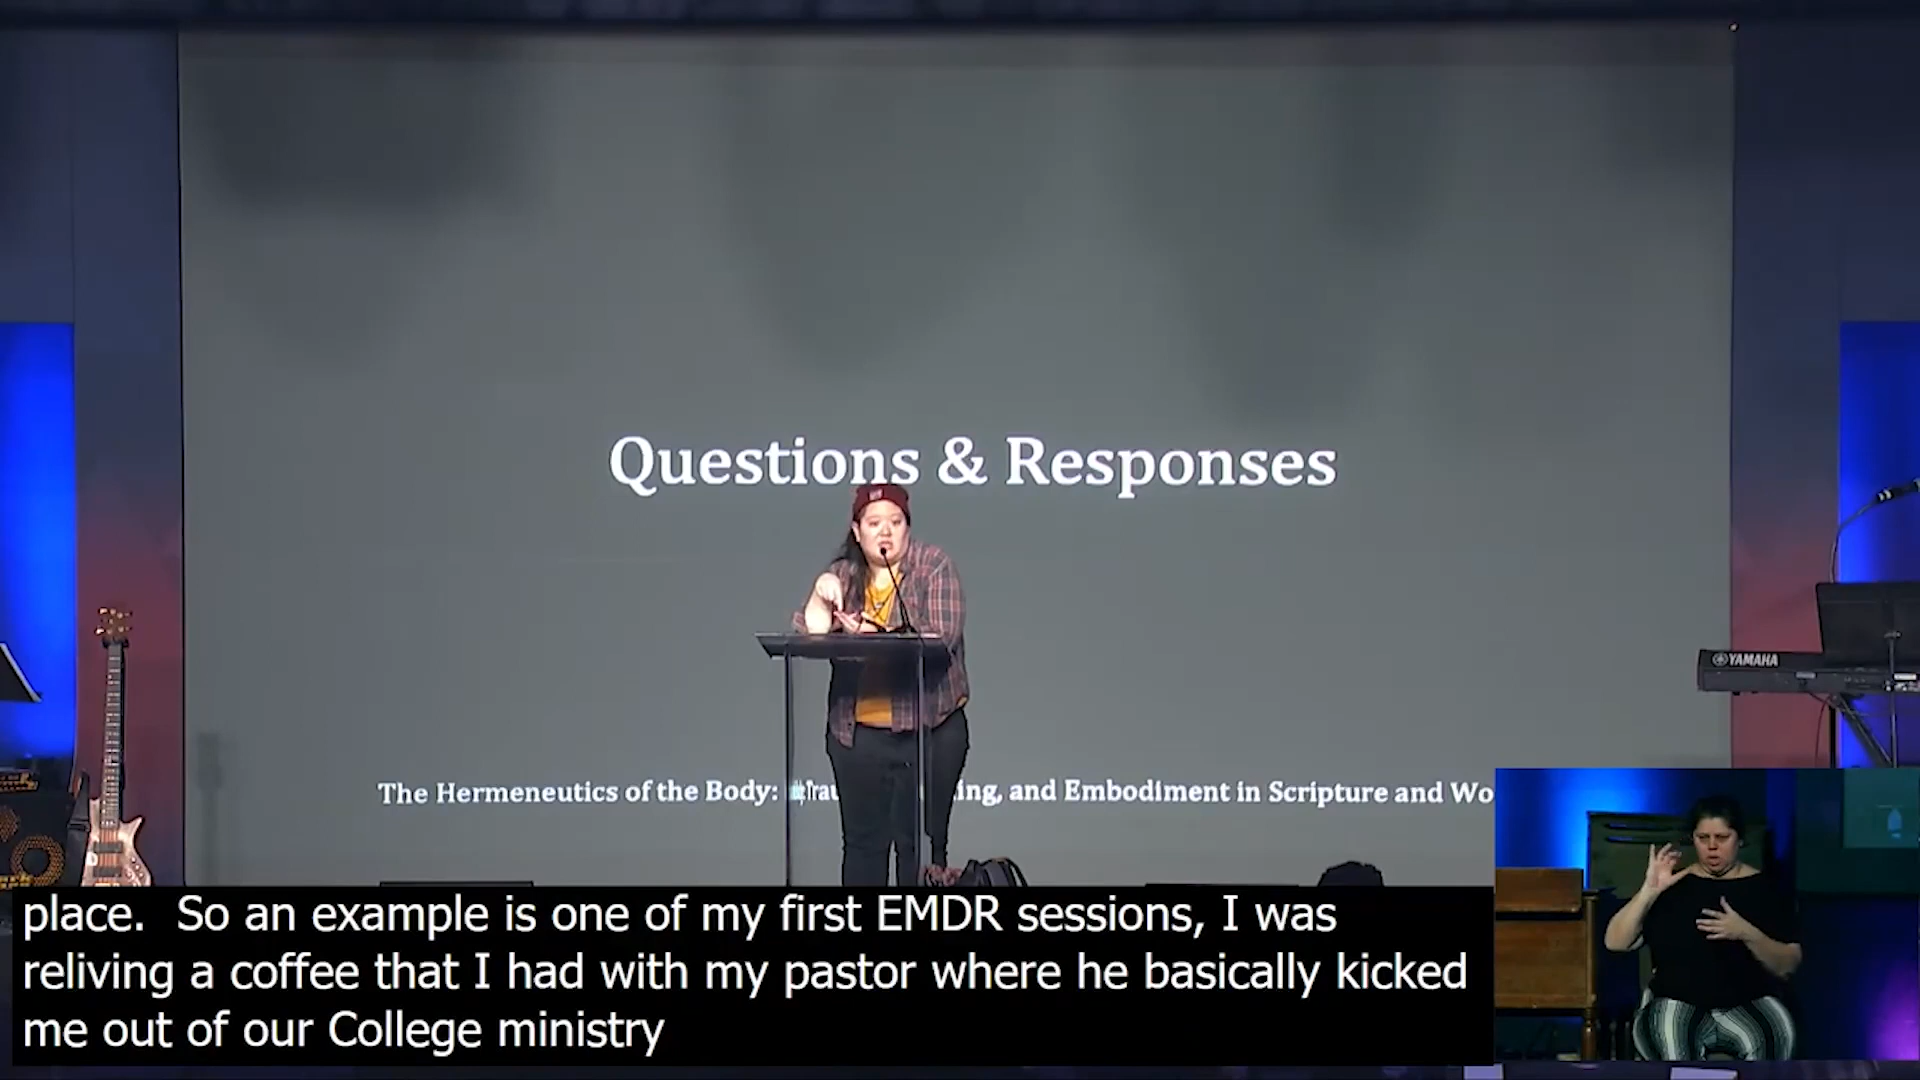 Questions & Responses
The Hermeneutics of the Body: and Embodiment in Scripture and
YAMAHA
place. So an example is one of my first EMDR sessions, I was
reliving a coffee that I had with my pastor where he basically kicked
me out of our College ministry